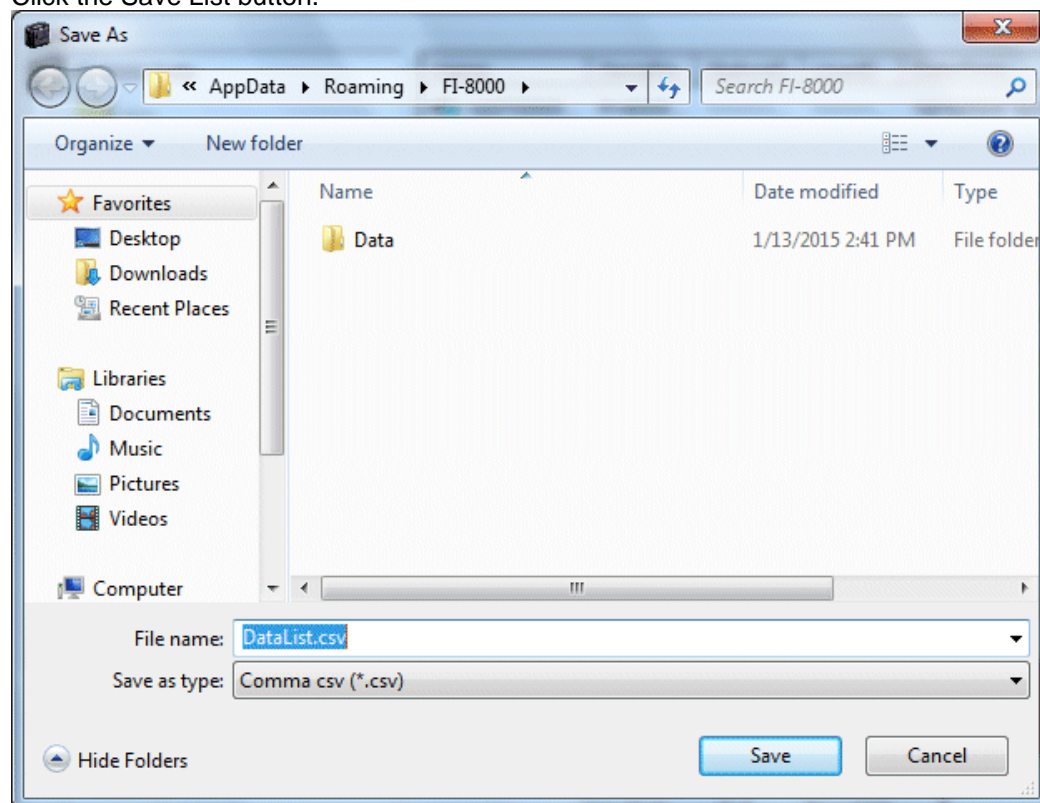 Click the Save List button.
Save As
« AppData ▸ Roaming ▸ FI-8000 ▸
Search FI-8000
Organize ▾ New folder
Favorites
Desktop
Downloads
Recent Places
Libraries
Documents
Music
Pictures
Videos
Computer
Name Date modified Type
Data 1/13/2015 2:41 PM File folder
File name: DataList.csv
Save as type: Comma csv (*.csv)
Hide Folders Save Cancel